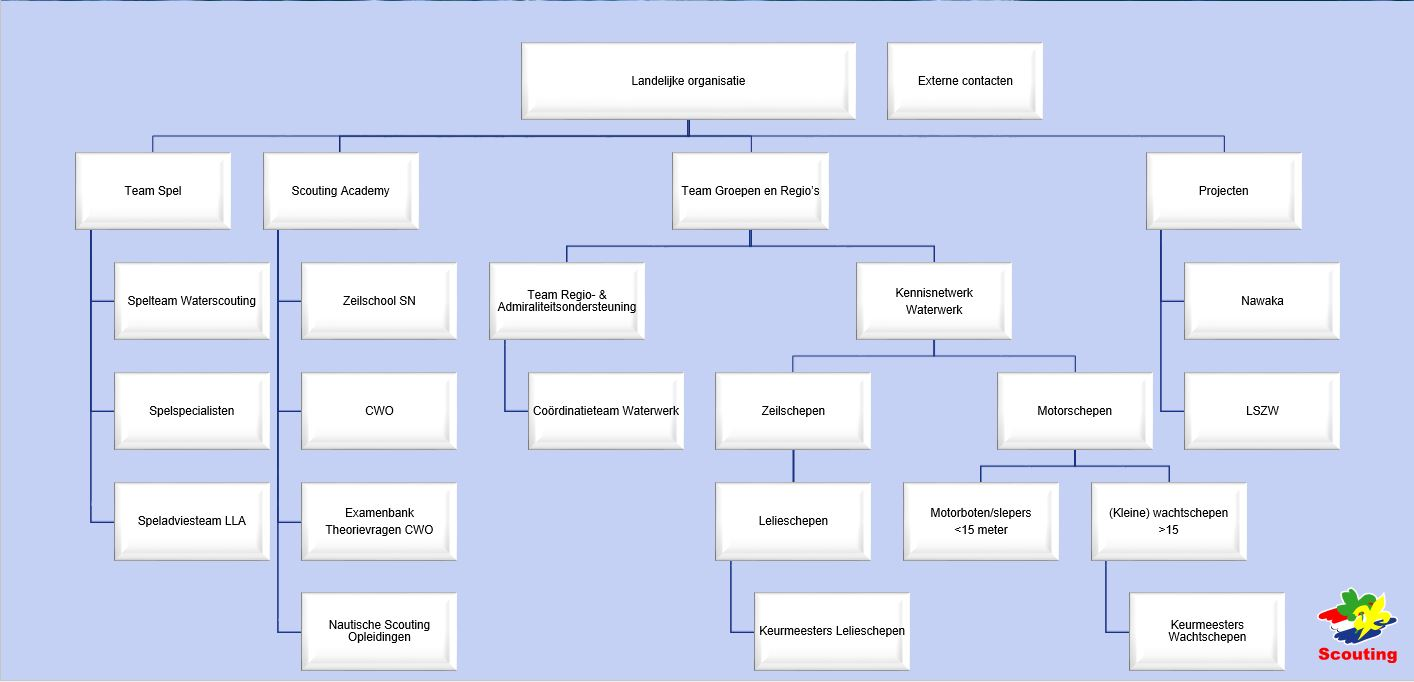 Landelijke organisatie
Externe contacten
Team Spel
Scouting Academy
Team Groepen en Regio's
Projecten
Spelteam Waterscouting
Zeilschool SN
Team Regio- &
Admiraliteitsondersteuning
Kennisnetwerk
Waterwerk
Nawaka
Spelspecialisten
CWO
Coördinatieteam Waterwerk
Zeilschepen
Motorschepen
LSZW
Speladviesteam LLA
Examenbank
Theorievragen CWO
Lelieschepen
Motorboten/slepers
<15 meter
(Kleine) wachtschepen
>15
Nautische Scouting
Opleidingen
Keurmeesters Lelieschepen
Keurmeesters
Wachtschepen
Scouting